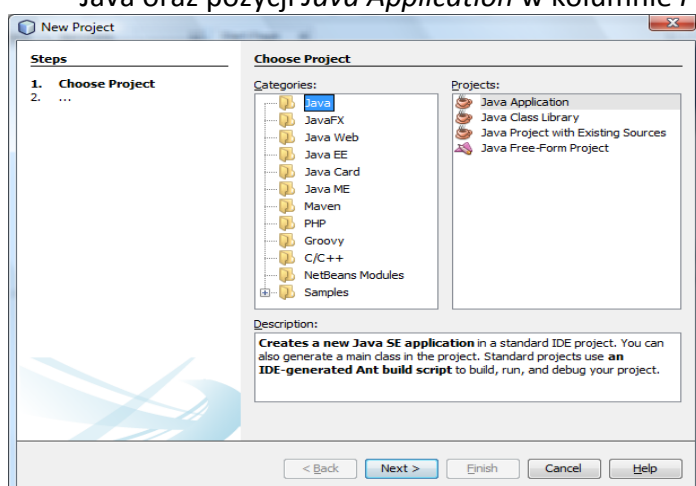 Java oraz pozycji Java Application w kolumnie
New Project
Steps
1. Choose Project
2. ...
Choose Project
Categories:
Java
JavaFX
Java Web
Java EE
Java Card
Java ME
Maven
PHP
Groovy
C/C++
NetBeans Modules
Samples
Projects:
Java Application
Java Class Library
Java Project with Existing Sources
Java Free-Form Project
Description:
Creates a new Java SE application in a standard IDE project. You can
also generate a main class in the project. Standard projects use an
IDE-generated Ant build script to build, run, and debug your project.
< Back
Next >
Finish
Cancel
Help